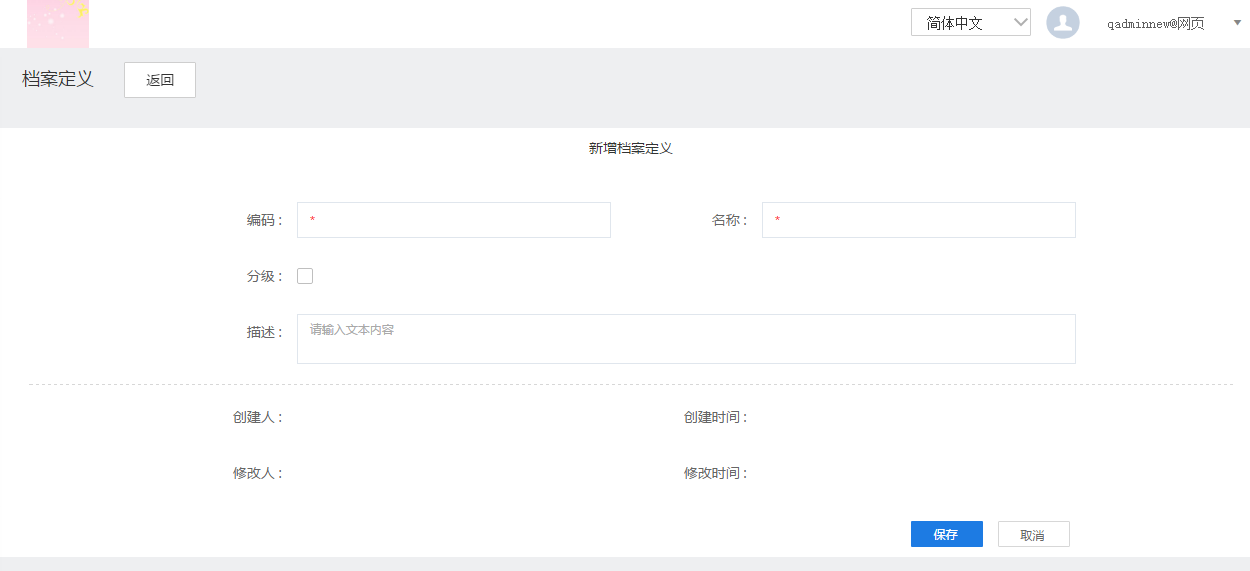 简体中文 qadminnew@网页
档案定义 返回
新增档案定义
编码： * 名称： *
分级：
描述： 请输入文本内容
创建人： 创建时间：
修改人： 修改时间：
保存 取消